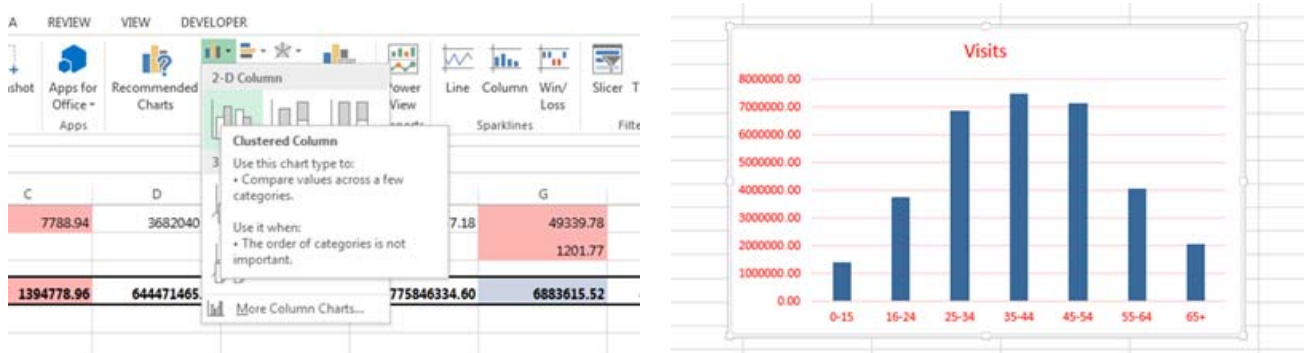 A REVIEW VIEW DEVELOPER
Apps for Office
Recommended Charts
View
Line Column Win/Loss
Slicer
Apps
Sparklines
2-D Column
Clustered Column
Use this chart type to:
• Compare values across a few
categories.
Use it when:
• The order of categories is not
important.
More Column Charts...
C D G
7788.94 3682040 7.18 49339.78
1201.77
1394778.96 644471465. 775846334.60 6883615.52
Visits
8000000.00
7000000.00
6000000.00
5000000.00
4000000.00
3000000.00
2000000.00
1000000.00
0.00
0-15 16-24 25-34 35-44 45-54 55-64 65+